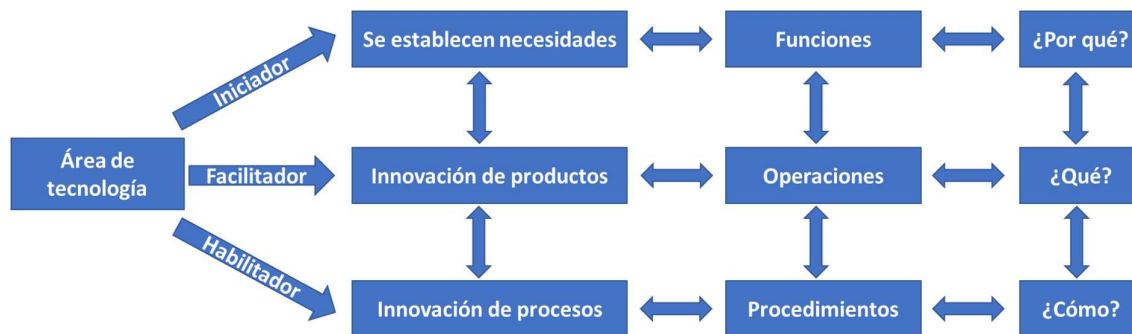 Se establecen necesidades
Funciones
¿Por qué?
Iniciador
Área de
tecnología
Facilitador
Innovación de productos
Operaciones
¿Qué?
Habilitador
Innovación de procesos
Procedimientos
¿Cómo?